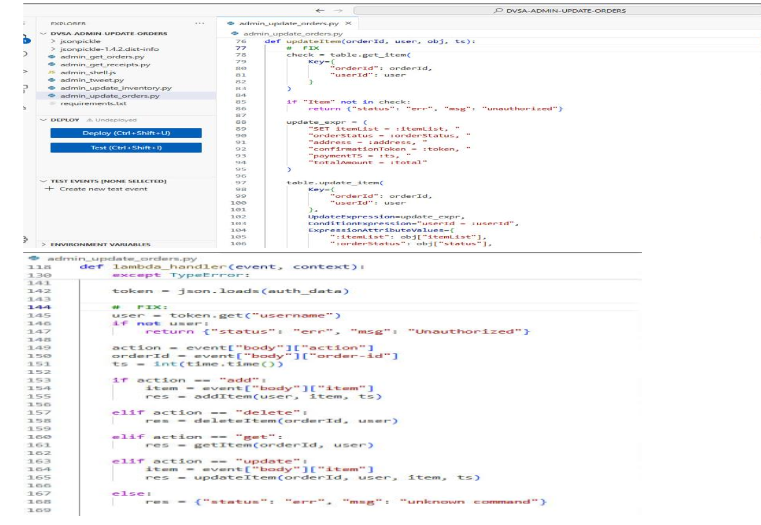 DVSA-ADMIN-UPDATE-ORDERS
EXPLORER
DVSA-ADMIN-UPDATE-ORDERS
jsonpickle
jsonpickle-1.4.2.dist-info
admin_get_orders.py
admin_get_receipts.py
admin_shell.js
admin_tweet.py
admin_update_inventory.py
admin_update_orders.py
requirements.txt
DEPLOY Undeployed
Deploy (Ctrl+Shift+U)
Test (Ctrl+Shift+I)
TEST EVENTS [NONE SELECTED]
+ Create new test event
ENVIRONMENT VARIABLES
admin_update_orders.py ×
admin_update_orders.py
76 def updateItem(orderId, user, obj, ts):
77 # FIX
78 check = table.get_item(
79 Key={
80 "orderId": orderId,
81 "userId": user
82 }
83 )
84
85 if "Item" not in check:
86 return {"status": "err", "msg": "unauthorized"}
87
88 update_expr = (
89 "SET itemList = :itemList, "
90 "orderStatus = :orderStatus, "
91 "address = :address, "
92 "confirmationToken = :token, "
93 "paymentTS = :ts, "
94 "totalAmount = :total"
95 )
96
97 table.update_item(
98 Key={
99 "orderId": orderId,
100 "userId": user
101 },
102 UpdateExpression=update_expr,
103 ConditionExpression="userId = :userId",
104 ExpressionAttributeValues={
105 ":itemList": obj["itemList"],
106 ":orderStatus": obj["status"],
admin_update_orders.py
118 def lambda_handler(event, context):
130 except TypeError:
141
142 token = json.loads(auth_data)
143
144 # FIX:
145 user = token.get("username")
146 if not user:
147 return {"status": "err", "msg": "Unauthorized"}
148
149 action = event["body"]["action"]
150 orderId = event["body"]["order-id"]
151 ts = int(time.time())
152
153 if action == "add":
154 item = event["body"]["item"]
155 res = addItem(user, item, ts)
156
157 elif action == "delete":
158 res = deleteItem(orderId, user)
159
160 elif action == "get":
161 res = getItem(orderId, user)
162
163 elif action == "update":
164 item = event["body"]["item"]
165 res = updateItem(orderId, user, item, ts)
166
167 else:
168 res = {"status": "err", "msg": "unknown command"}
169